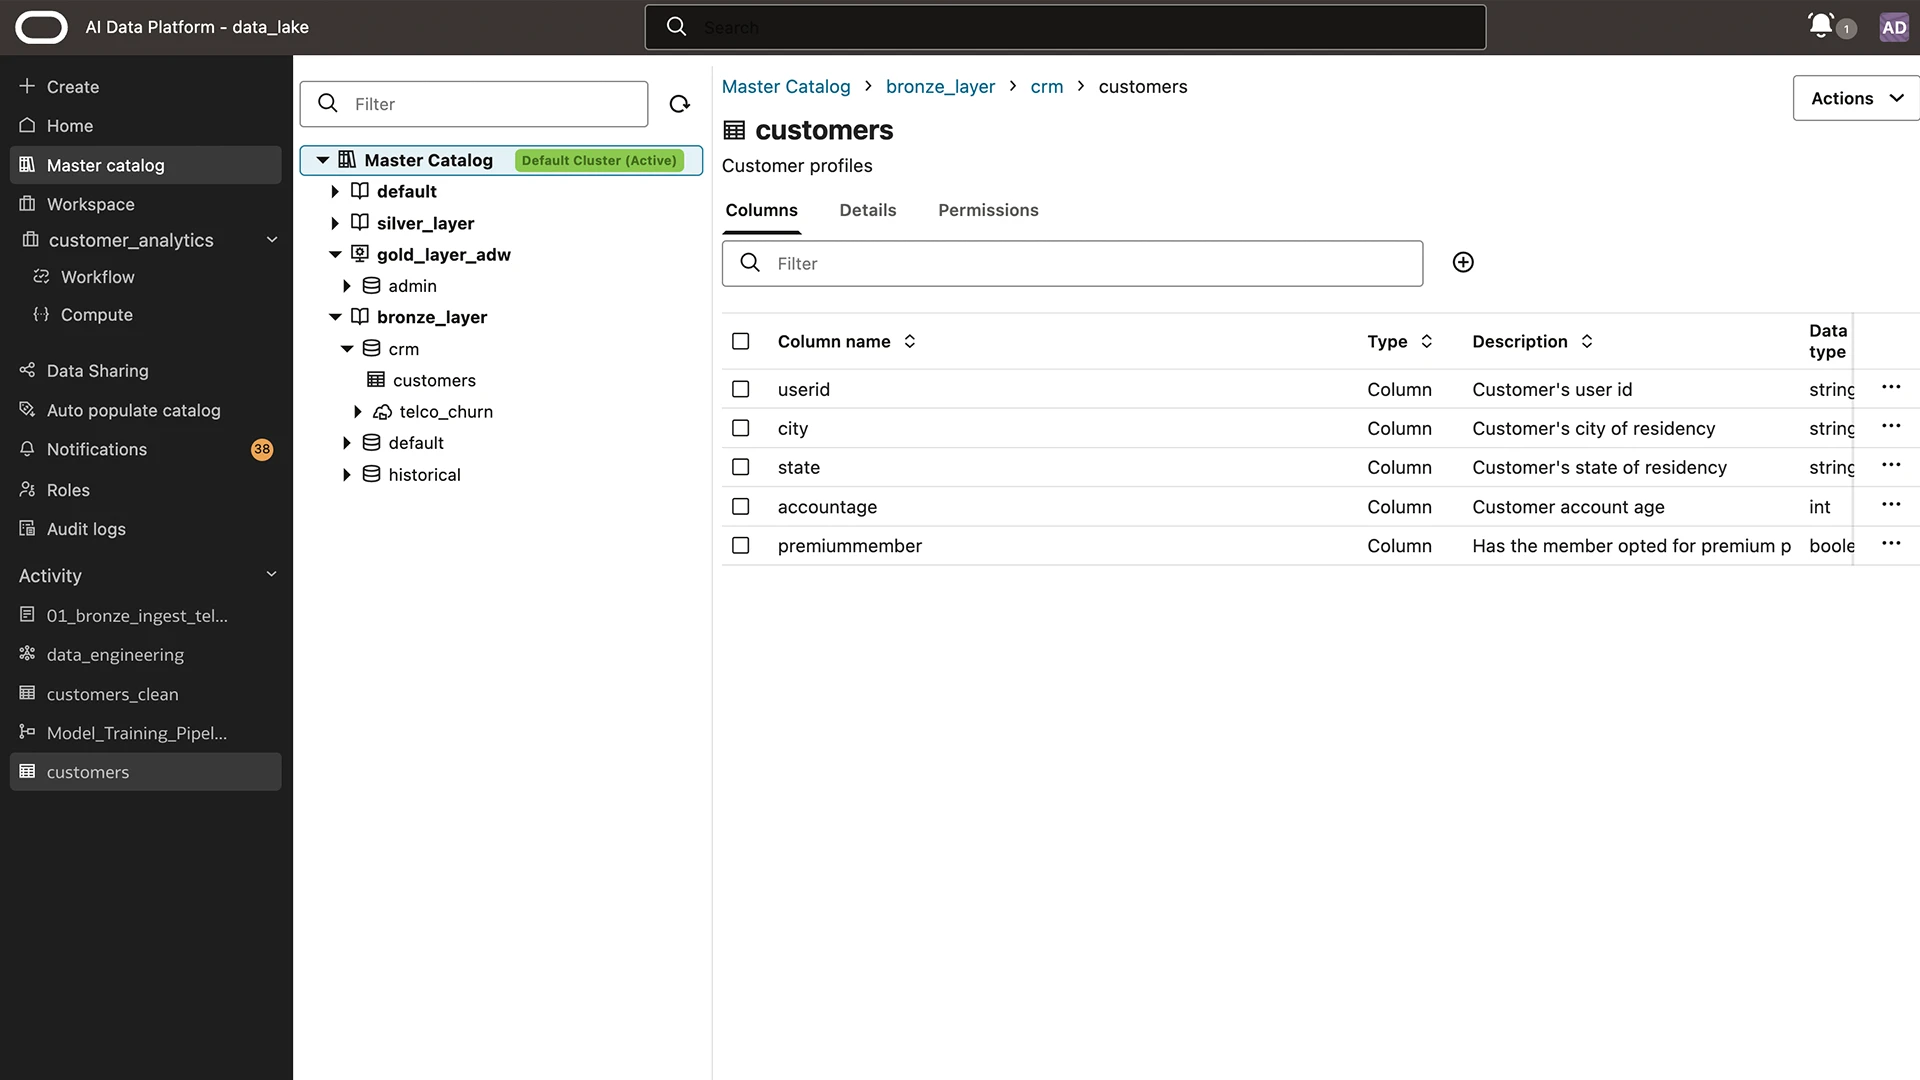 AI Data Platform - data_lake
Search
1
AD
Create
Home
Master catalog
Workspace
customer_analytics
Workflow
Compute
Data Sharing
Auto populate catalog
Notifications
38
Roles
Audit logs
Activity
01_bronze_ingest_tel...
data_engineering
customers_clean
Model_Training_Pipel...
customers
Filter
Master Catalog Default Cluster (Active)
default
silver_layer
gold_layer_adw
admin
bronze_layer
crm
customers
telco_churn
default
historical
Master Catalog > bronze_layer > crm > customers
Actions
customers
Customer profiles
Columns Details Permissions
Filter
Column name Type Description Data type
userid Column Customer's user id string
city Column Customer's city of residency string
state Column Customer's state of residency string
accountage Column Customer account age int
premiummember Column Has the member opted for premium p boole